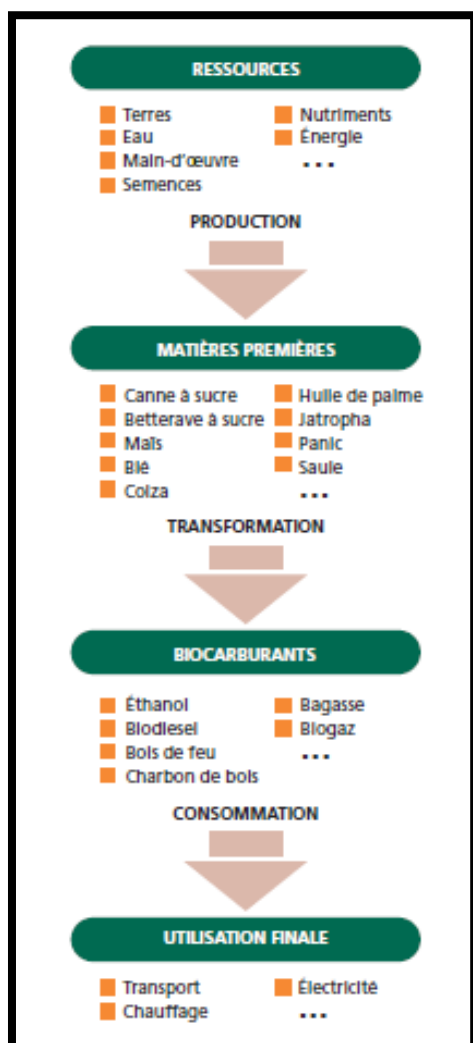 RESSOURCES
Terres
Eau
Main-d'œuvre
Semences
Nutriments
Énergie
...
PRODUCTION
MATIÈRES PREMIÈRES
Canne à sucre
Betterave à sucre
Maïs
Blé
Colza
Huile de palme
Jatropha
Panic
Saule
...
TRANSFORMATION
BIOCARBURANTS
Éthanol
Biodiesel
Bois de feu
Charbon de bois
Bagasse
Biogaz
...
CONSOMMATION
UTILISATION FINALE
Transport
Chauffage
Électricité
...